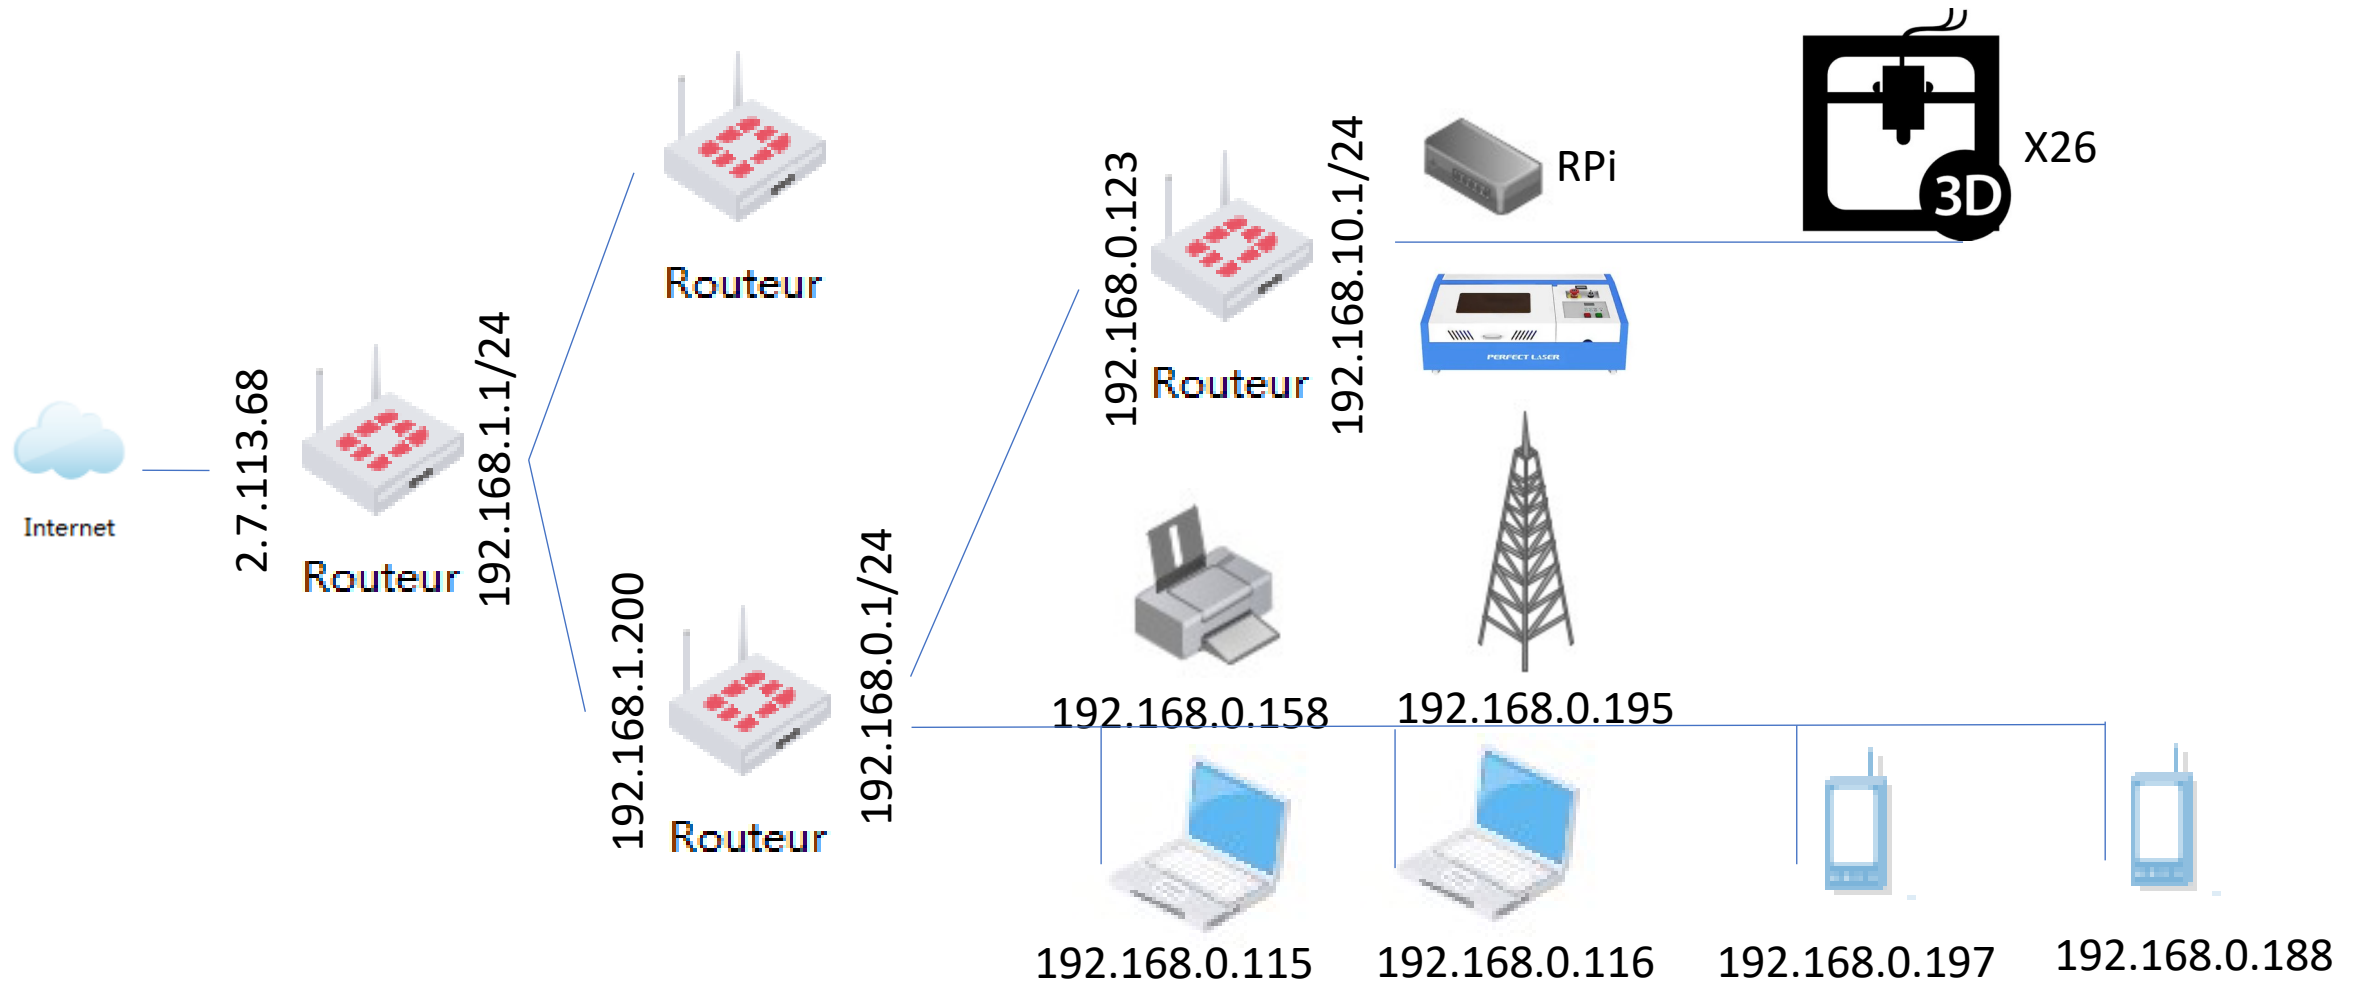 Internet
2.7.113.68
Routeur
192.168.1.1/24
Routeur
192.168.1.200
Routeur
192.168.0.1/24
192.168.0.123
Routeur
192.168.10.1/24
RPi
3D
X26
PERFECT LASER
192.168.0.158
192.168.0.195
192.168.0.115
192.168.0.116
192.168.0.197
192.168.0.188